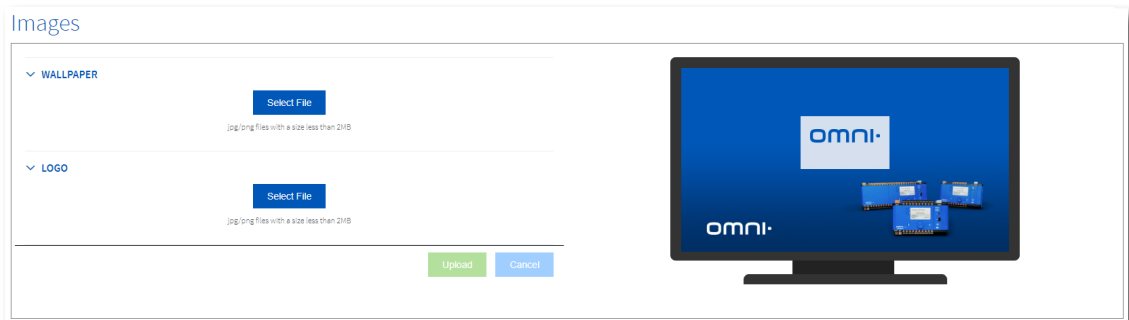 Images
WALLPAPER
Select File
jpg/png files with a size less than 2MB
LOGO
Select File
jpg/png files with a size less than 2MB
Upload Cancel
omni·
omni·